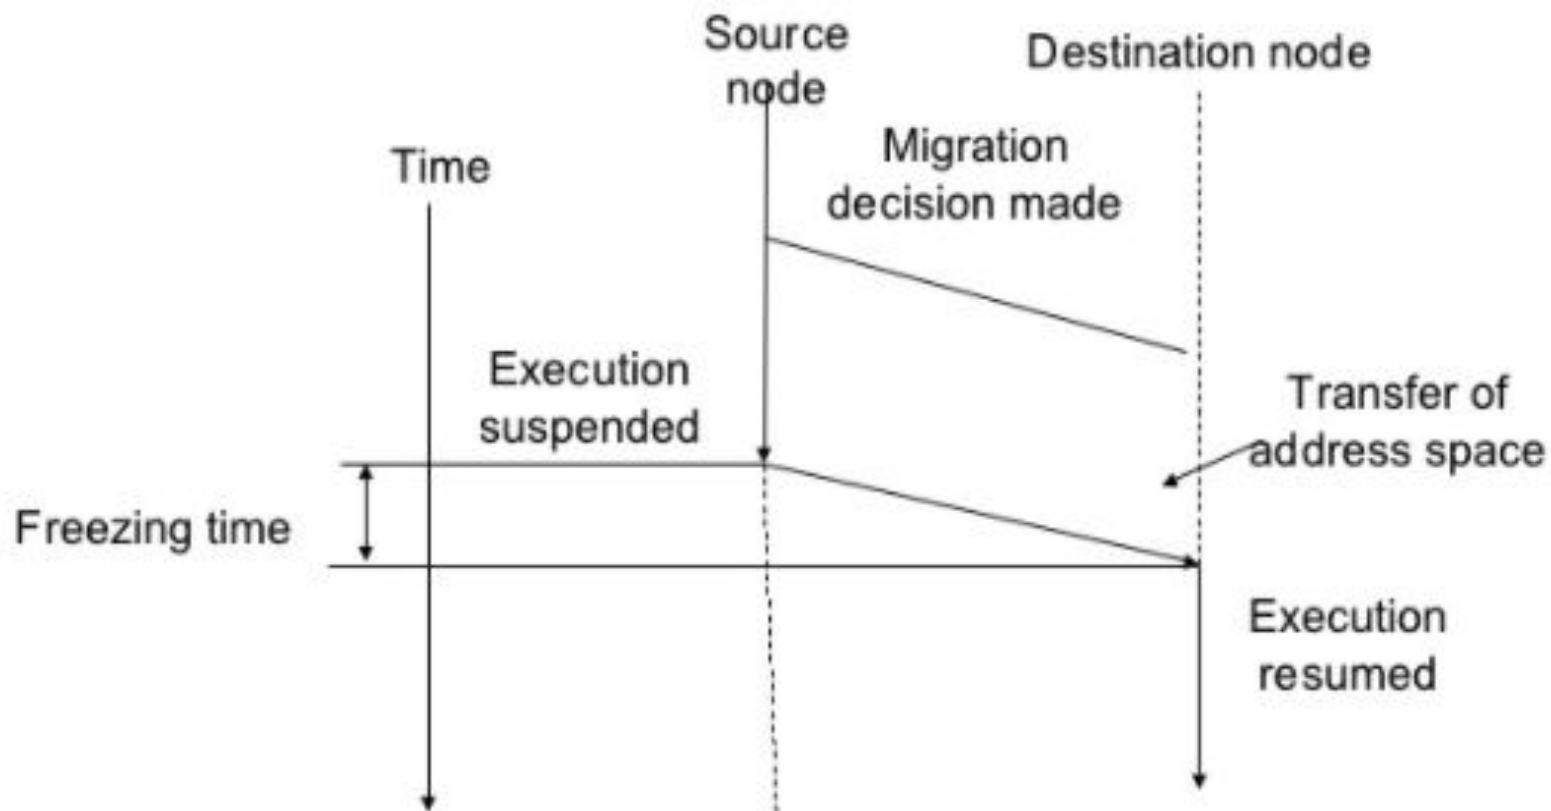 Source
node
Destination node
Migration
decision made
Time
Execution
suspended
Transfer of
address space
Freezing time
Execution
resumed